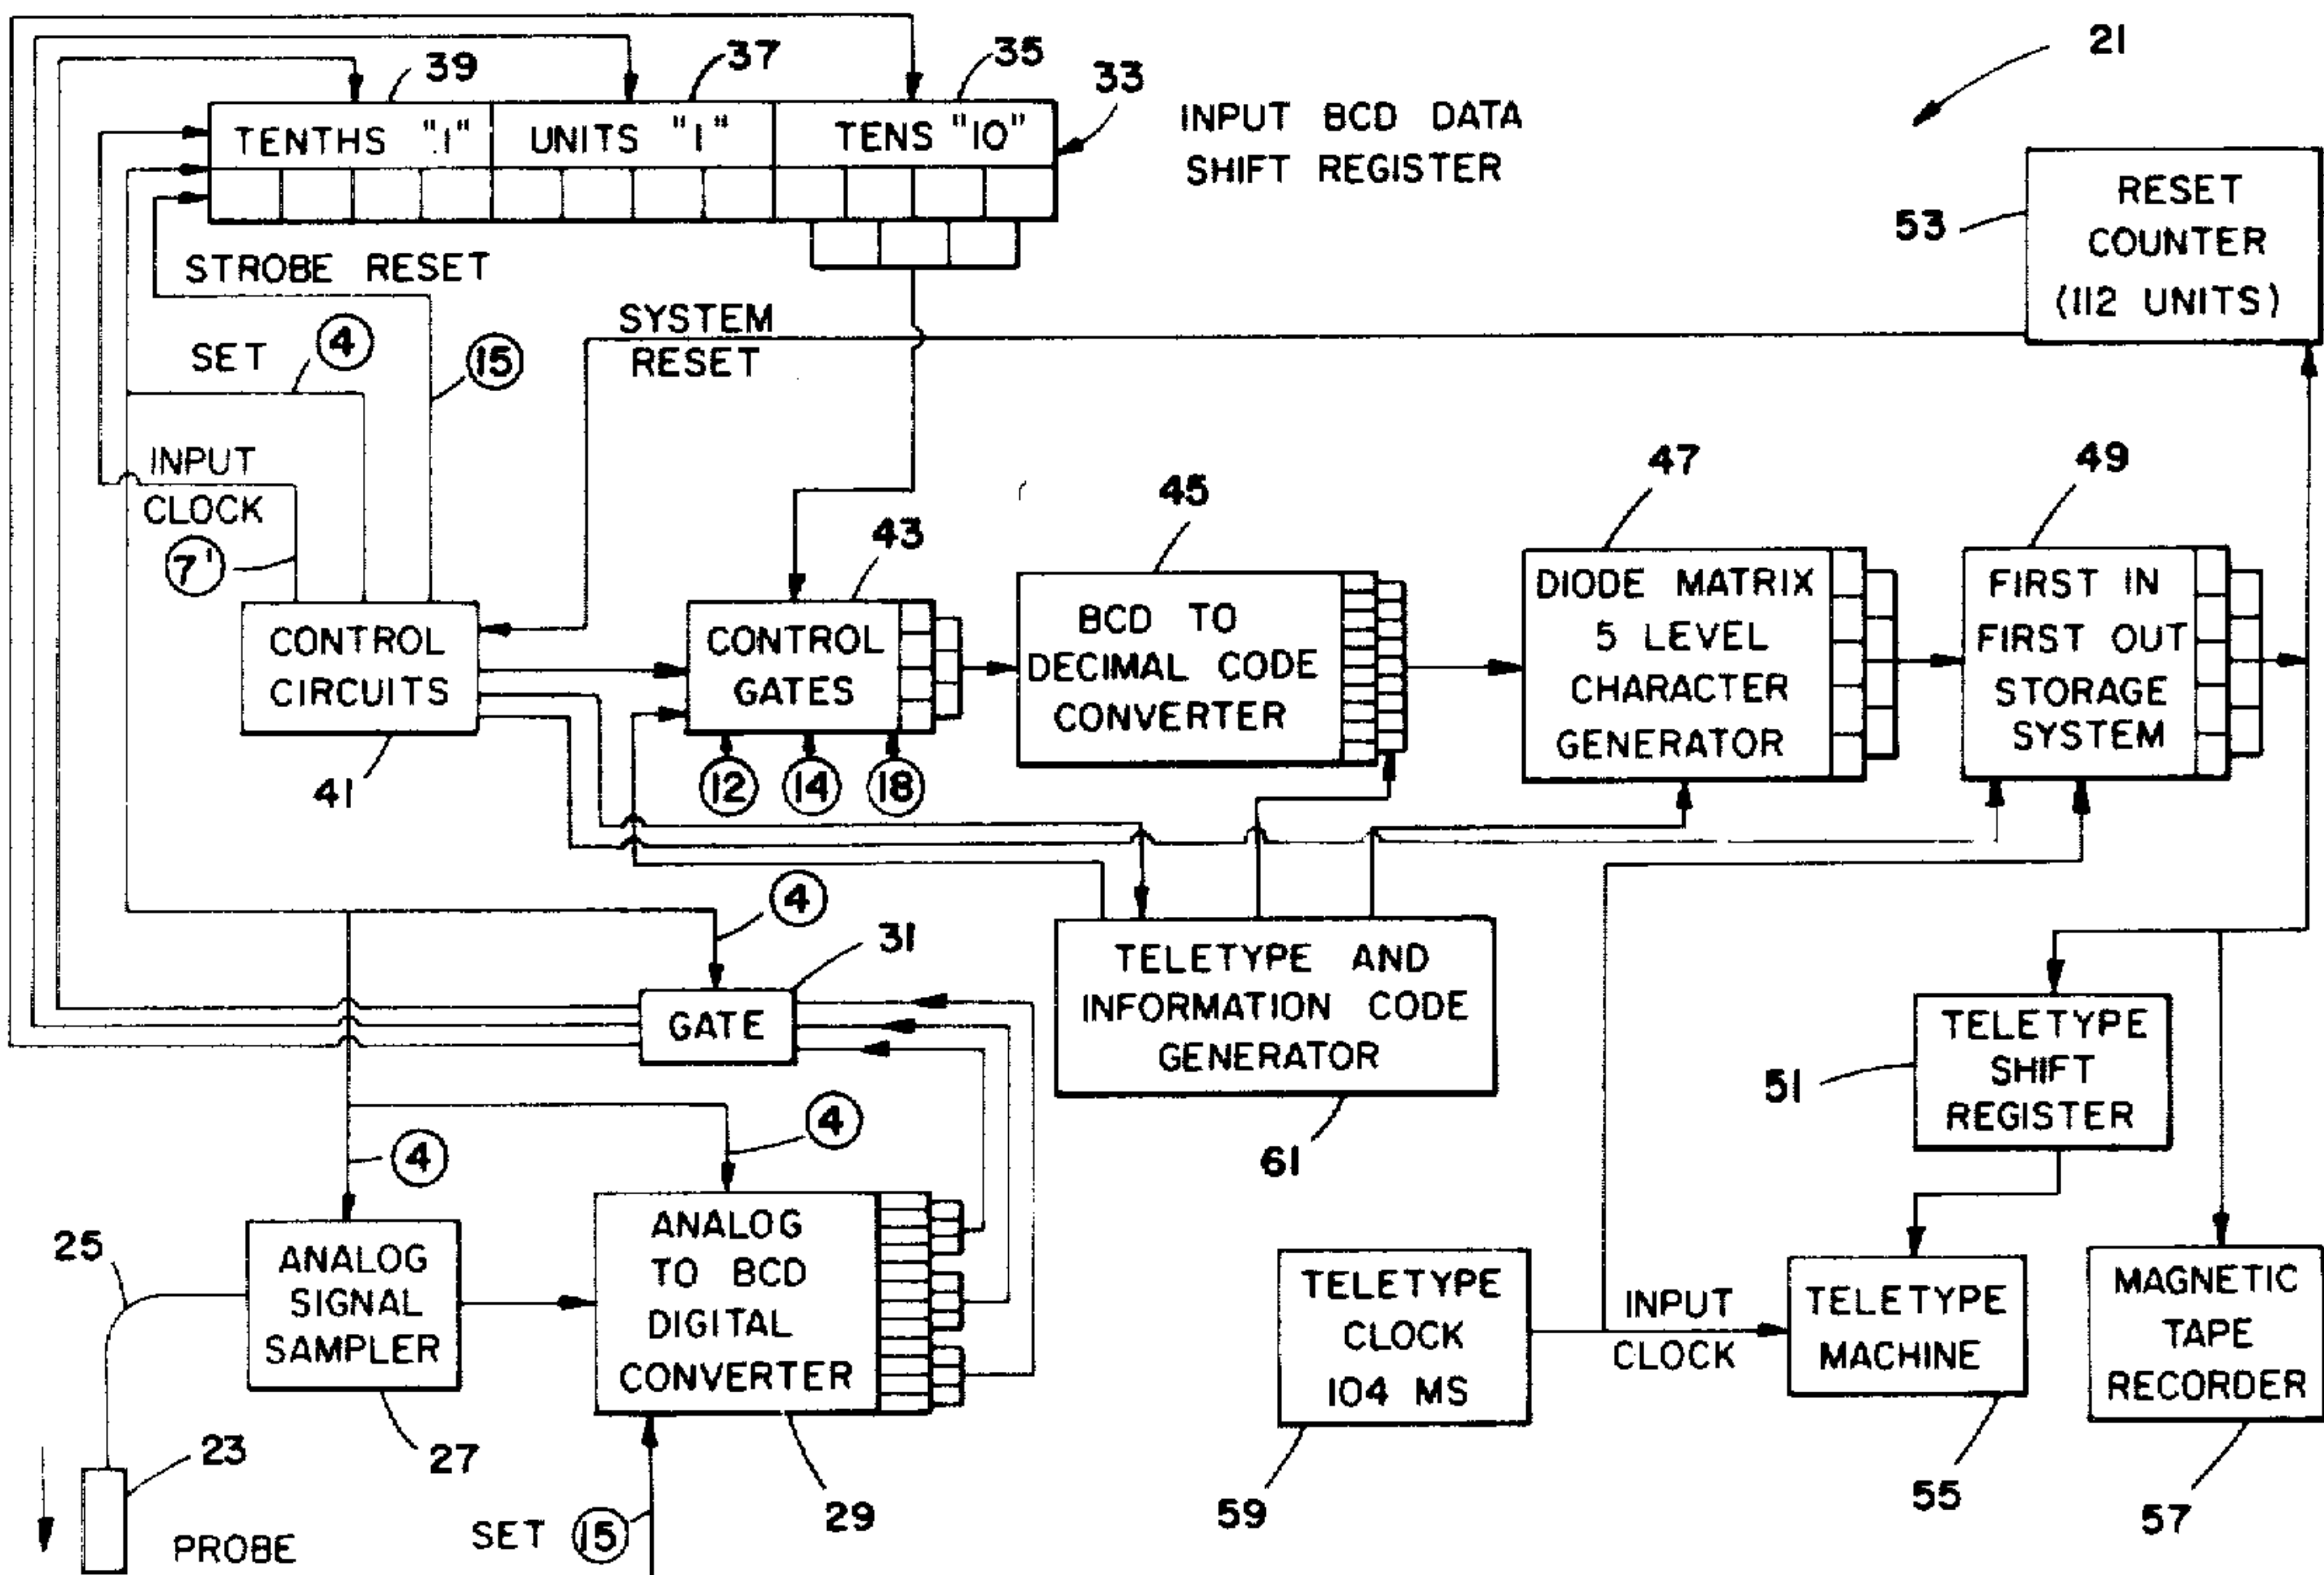 21
39
37
35
33
TENTHS ".1"
UNITS "1"
TENS "10"
INPUT BCD DATA
SHIFT REGISTER
RESET
COUNTER
(112 UNITS)
53
STROBE RESET
SET
4
15
SYSTEM
RESET
INPUT
CLOCK
7'
CONTROL
CIRCUITS
41
43
CONTROL
GATES
12
14
18
45
BCD TO
DECIMAL CODE
CONVERTER
47
DIODE MATRIX
5 LEVEL
CHARACTER
GENERATOR
49
FIRST IN
FIRST OUT
STORAGE
SYSTEM
4
31
GATE
TELETYPE AND
INFORMATION CODE
GENERATOR
61
TELETYPE
SHIFT
REGISTER
51
4
4
25
ANALOG
SIGNAL
SAMPLER
27
ANALOG
TO BCD
DIGITAL
CONVERTER
29
TELETYPE
CLOCK
104 MS
59
INPUT
CLOCK
TELETYPE
MACHINE
55
MAGNETIC
TAPE
RECORDER
57
23
PROBE
SET
15